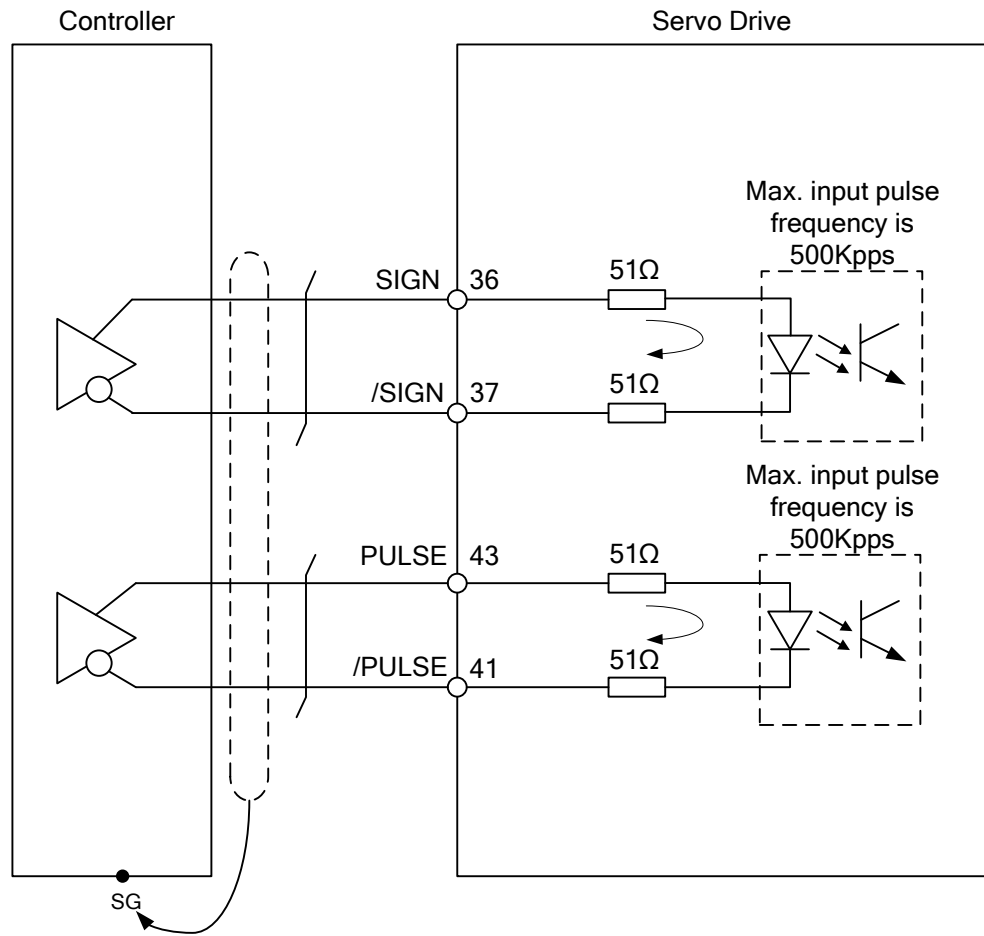 Controller
Servo Drive
Max. input pulse
frequency is
500Kpps
SIGN
36
51Ω
/SIGN
37
51Ω
Max. input pulse
frequency is
500Kpps
PULSE
43
51Ω
/PULSE
41
51Ω
SG